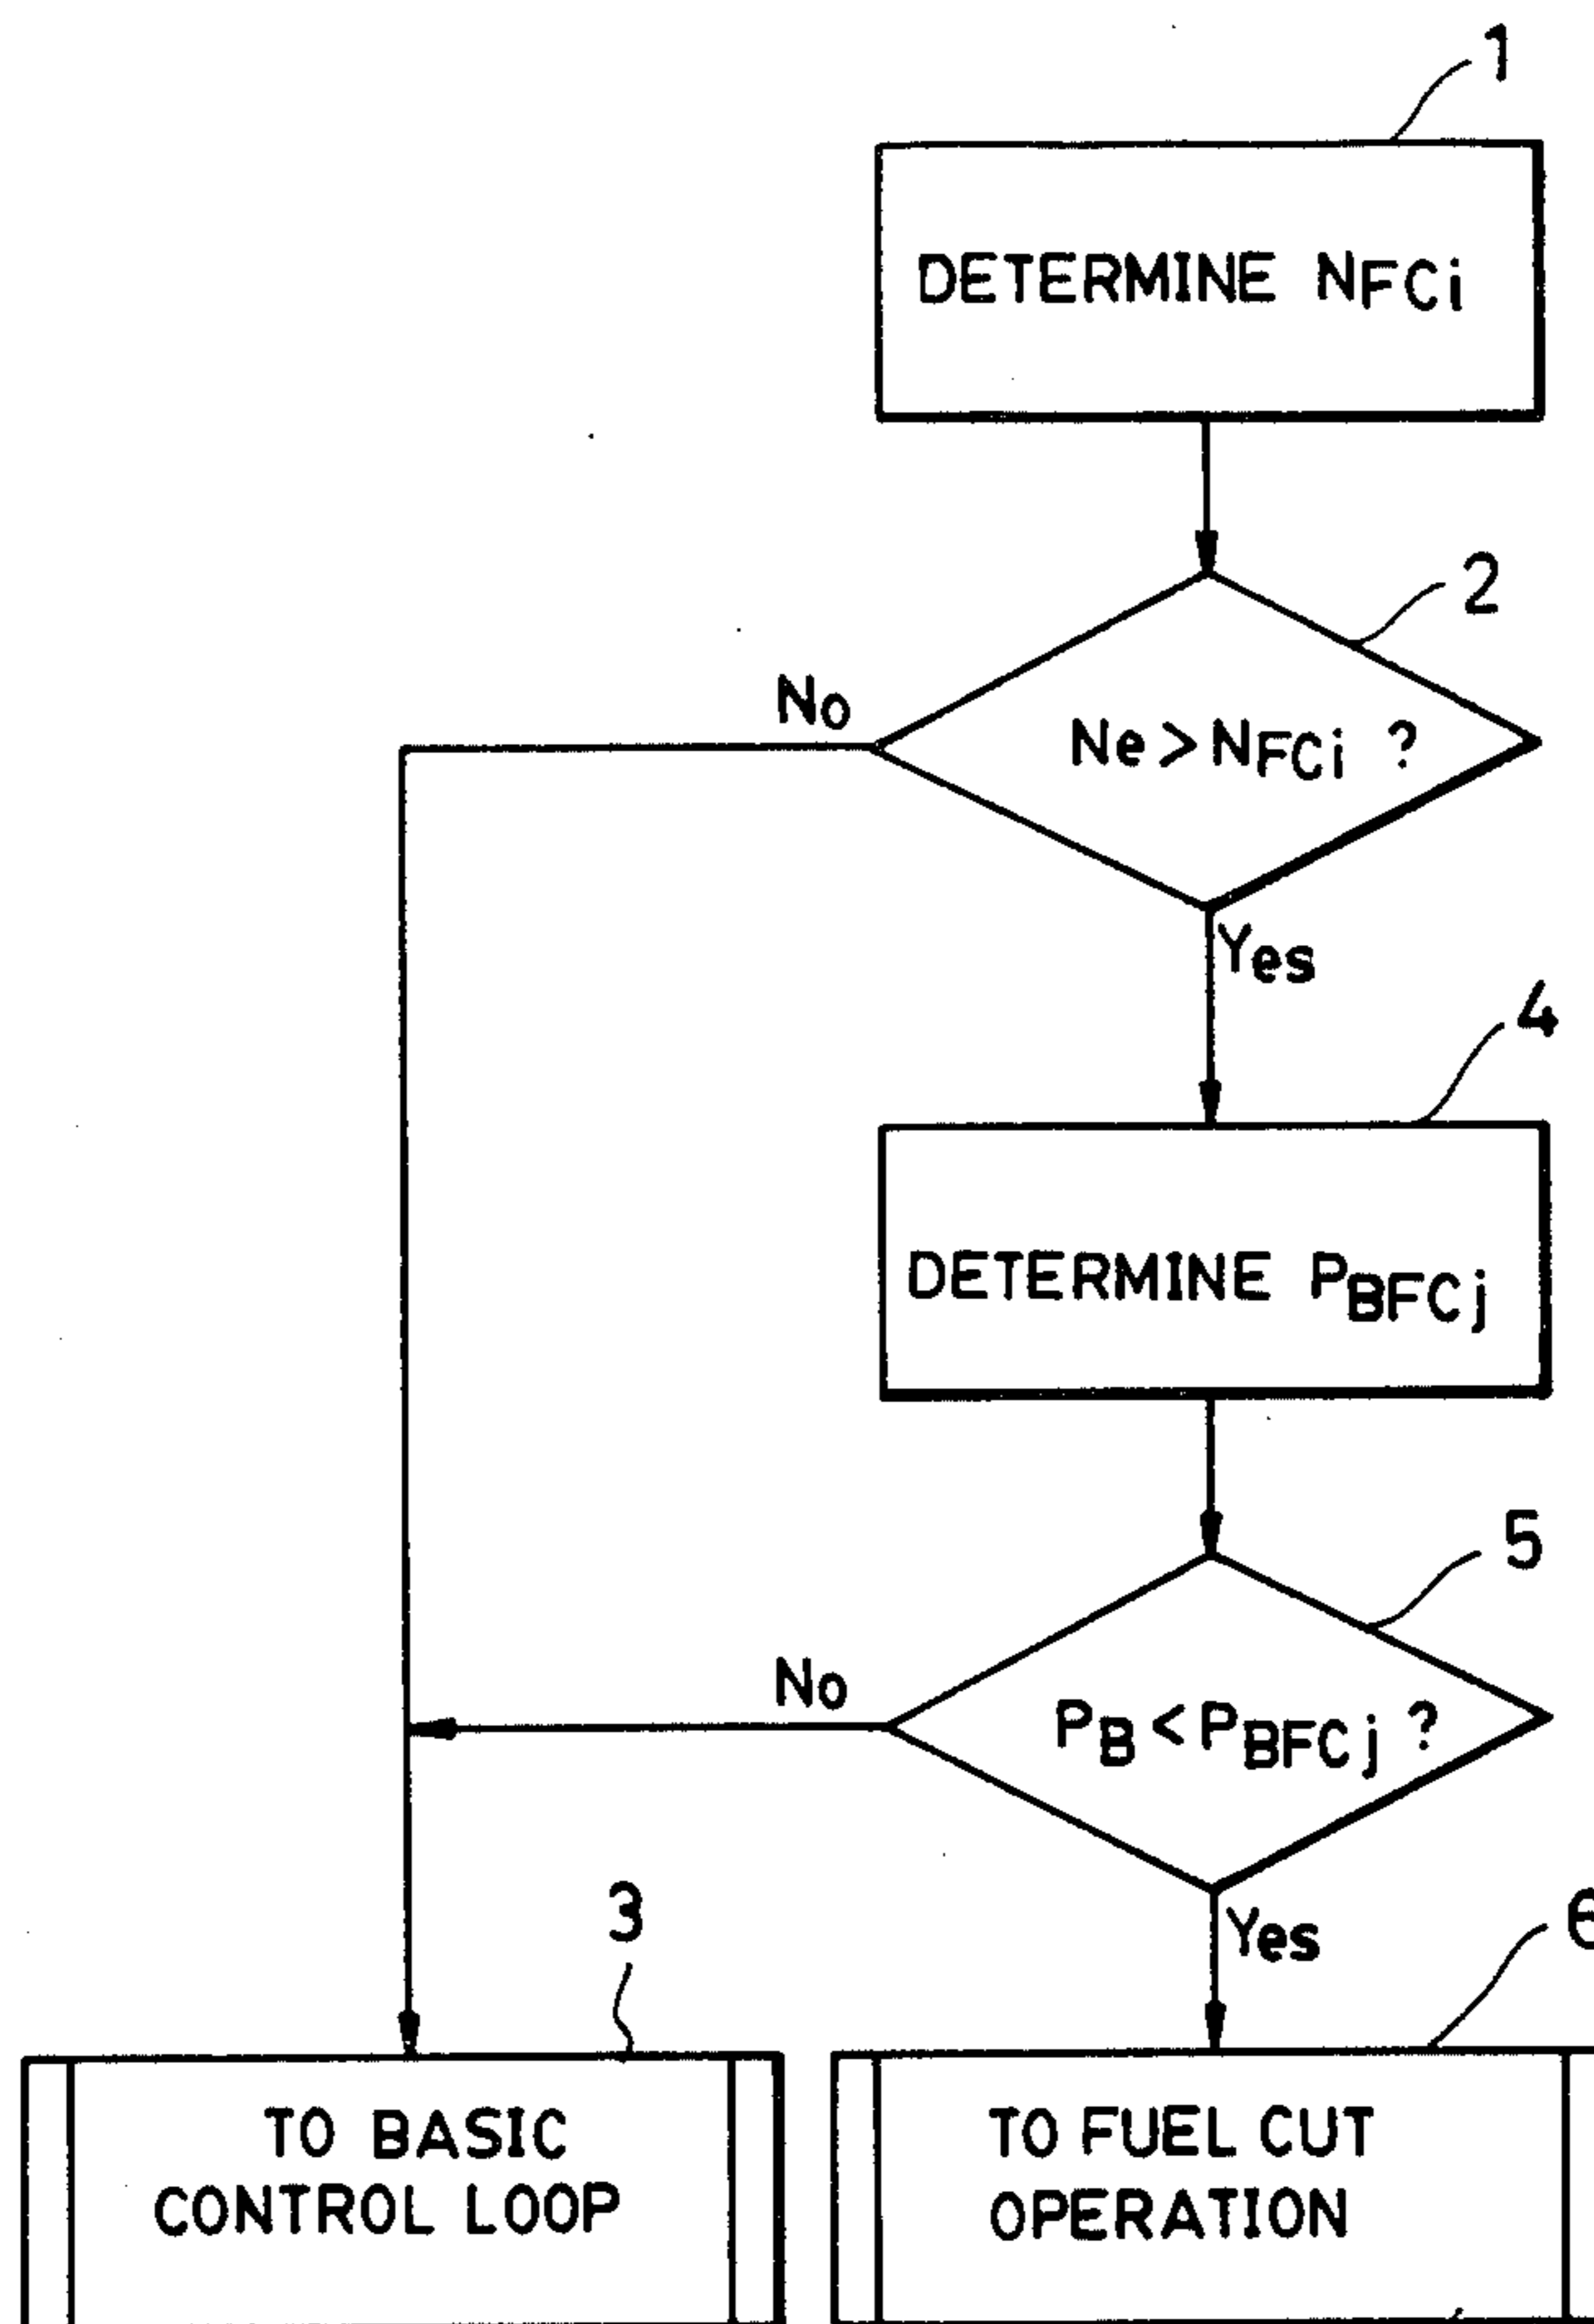 1
DETERMINE NFCi
2
No
Ne > NFCi ?
Yes
4
DETERMINE PBFCj
5
No
PB < PBFCj ?
Yes
3
6
TO BASIC
CONTROL LOOP
TO FUEL CUT
OPERATION